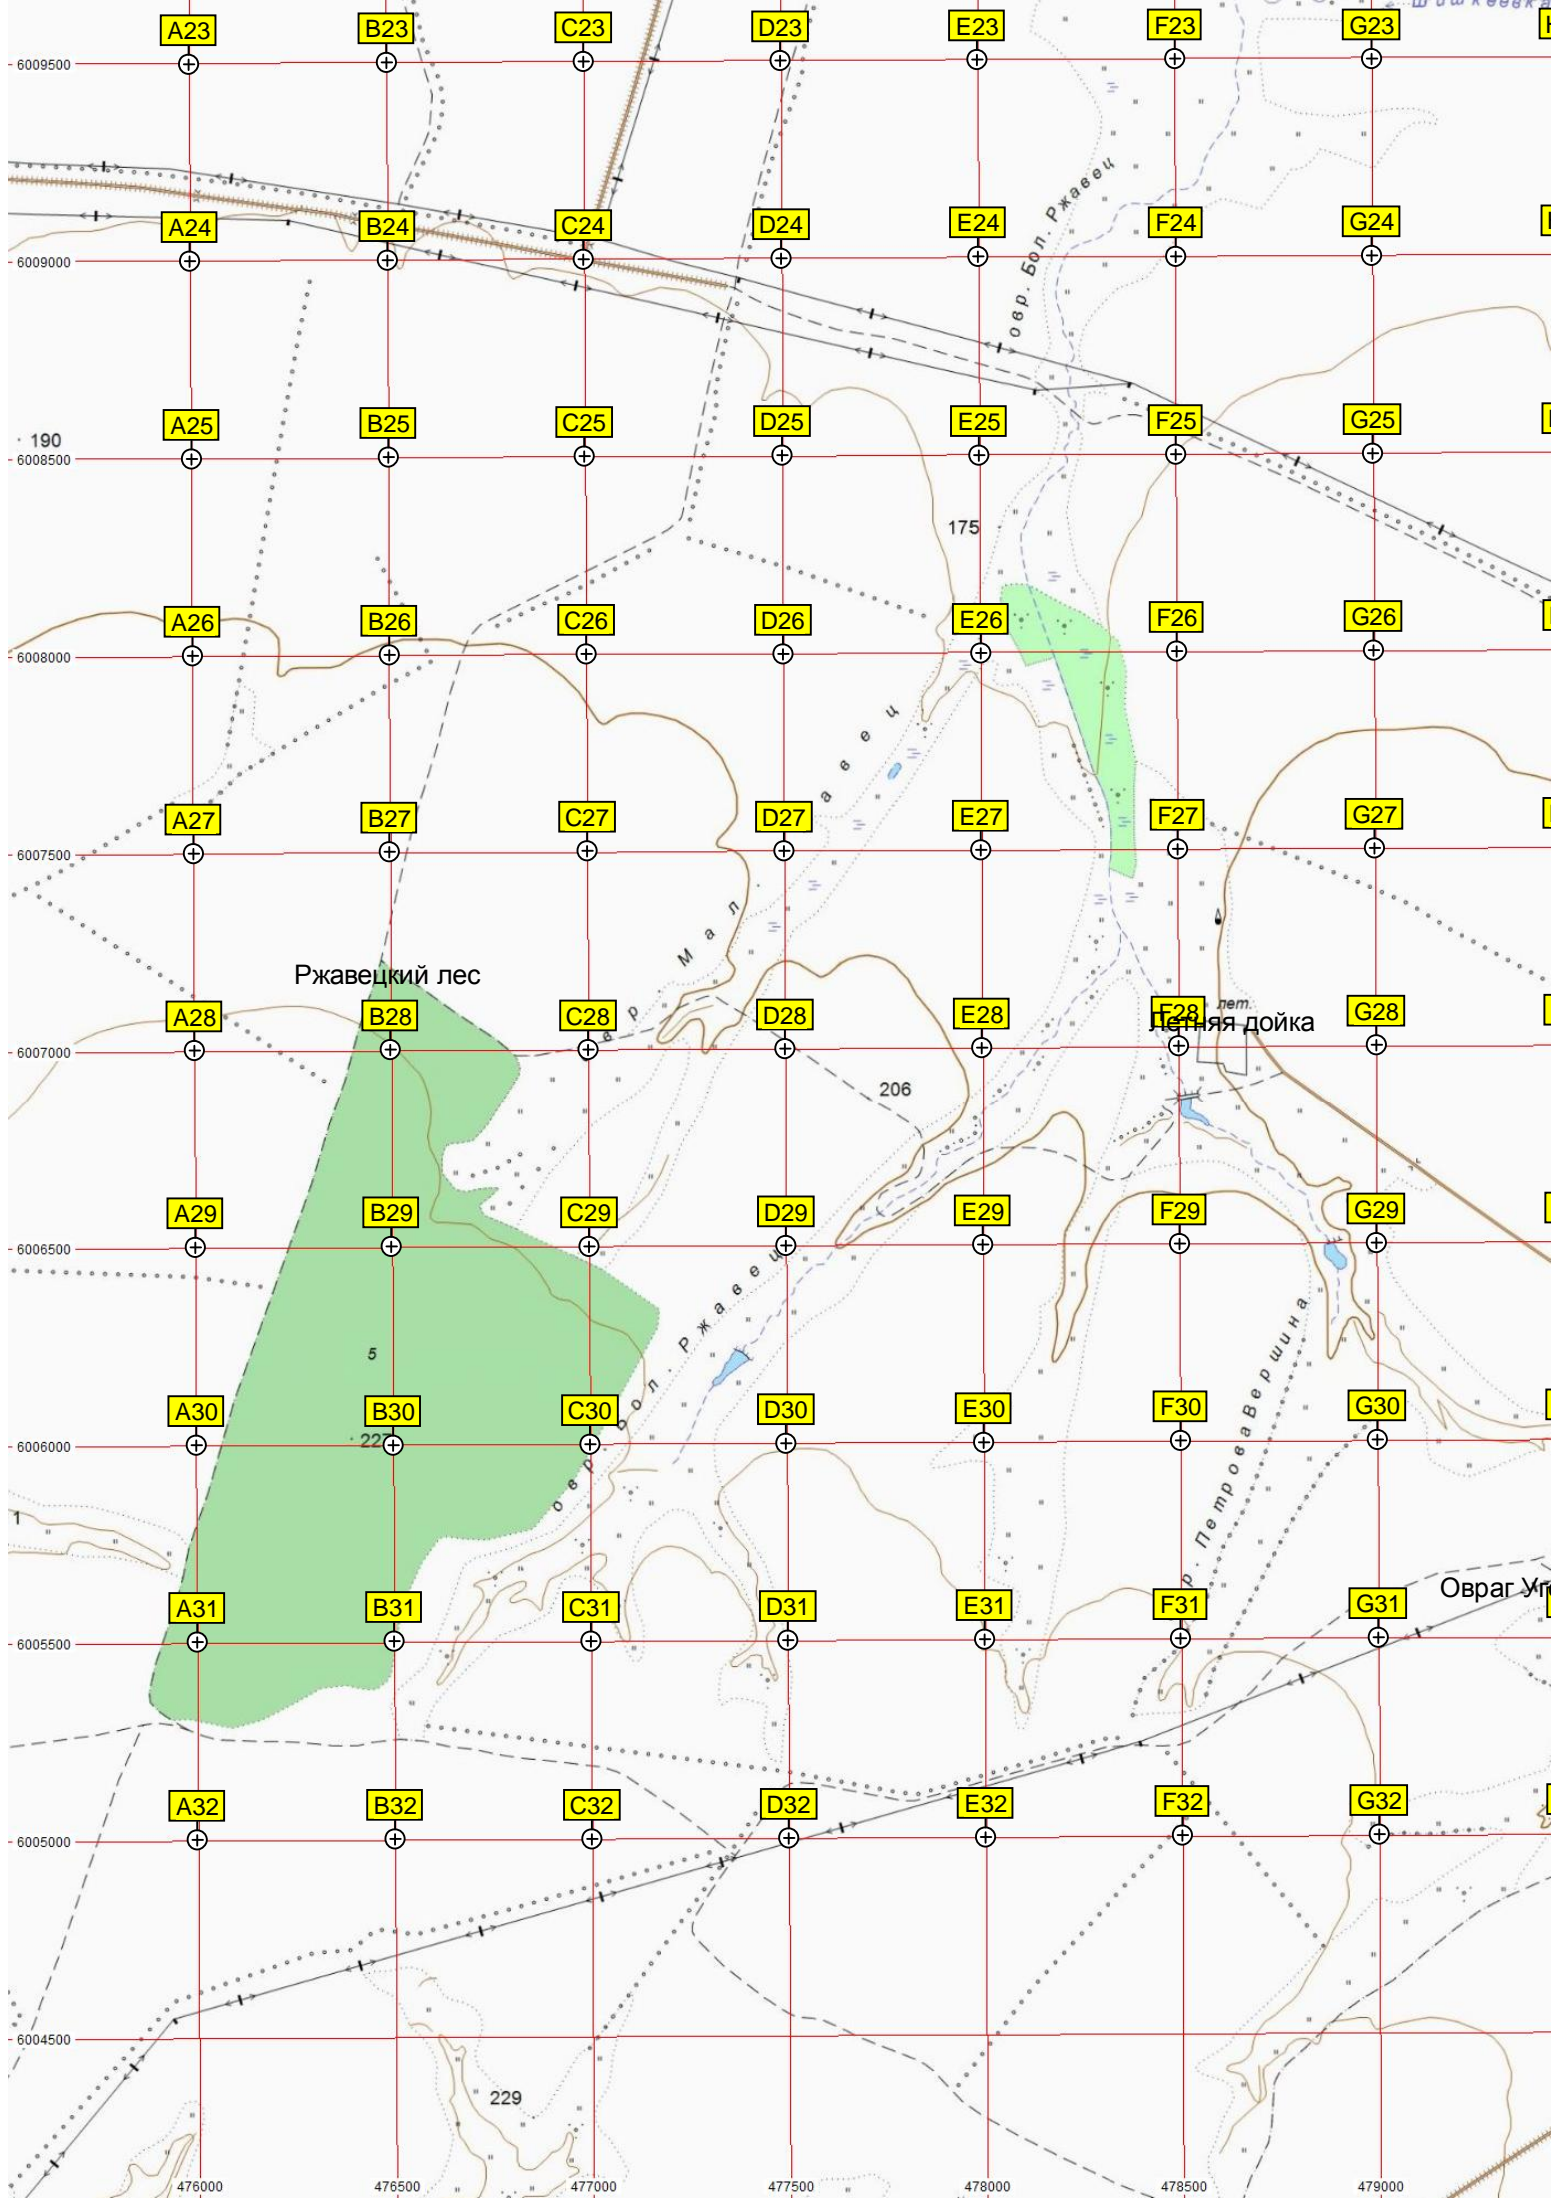 Шишкеевка
A23 B23 C23 D23 E23 F23 G23
6009500
овр. Бол. Ржавец
A24 B24 C24 D24 E24 F24 G24
6009000
A25 B25 C25 D25 E25 F25 G25
190
6008500
175
A26 B26 C26 D26 E26 F26 G26
6008000
A27 B27 C27 D27 E27 F27 G27
6007500
овр. Мал. Ржавец
Ржавецкий лес
лет.
A28 B28 C28 D28 E28 F28 G28
Летняя дойка
6007000
206
A29 B29 C29 D29 E29 F29 G29
6006500
овр. Бол. Ржавец
5
A30 B30 C30 D30 E30 F30 G30
227
6006000
Петрова Вершина
1
Овраг Уг
A31 B31 C31 D31 E31 F31 G31
6005500
A32 B32 C32 D32 E32 F32 G32
6005000
6004500
229
476000 476500 477000 477500 478000 478500 479000